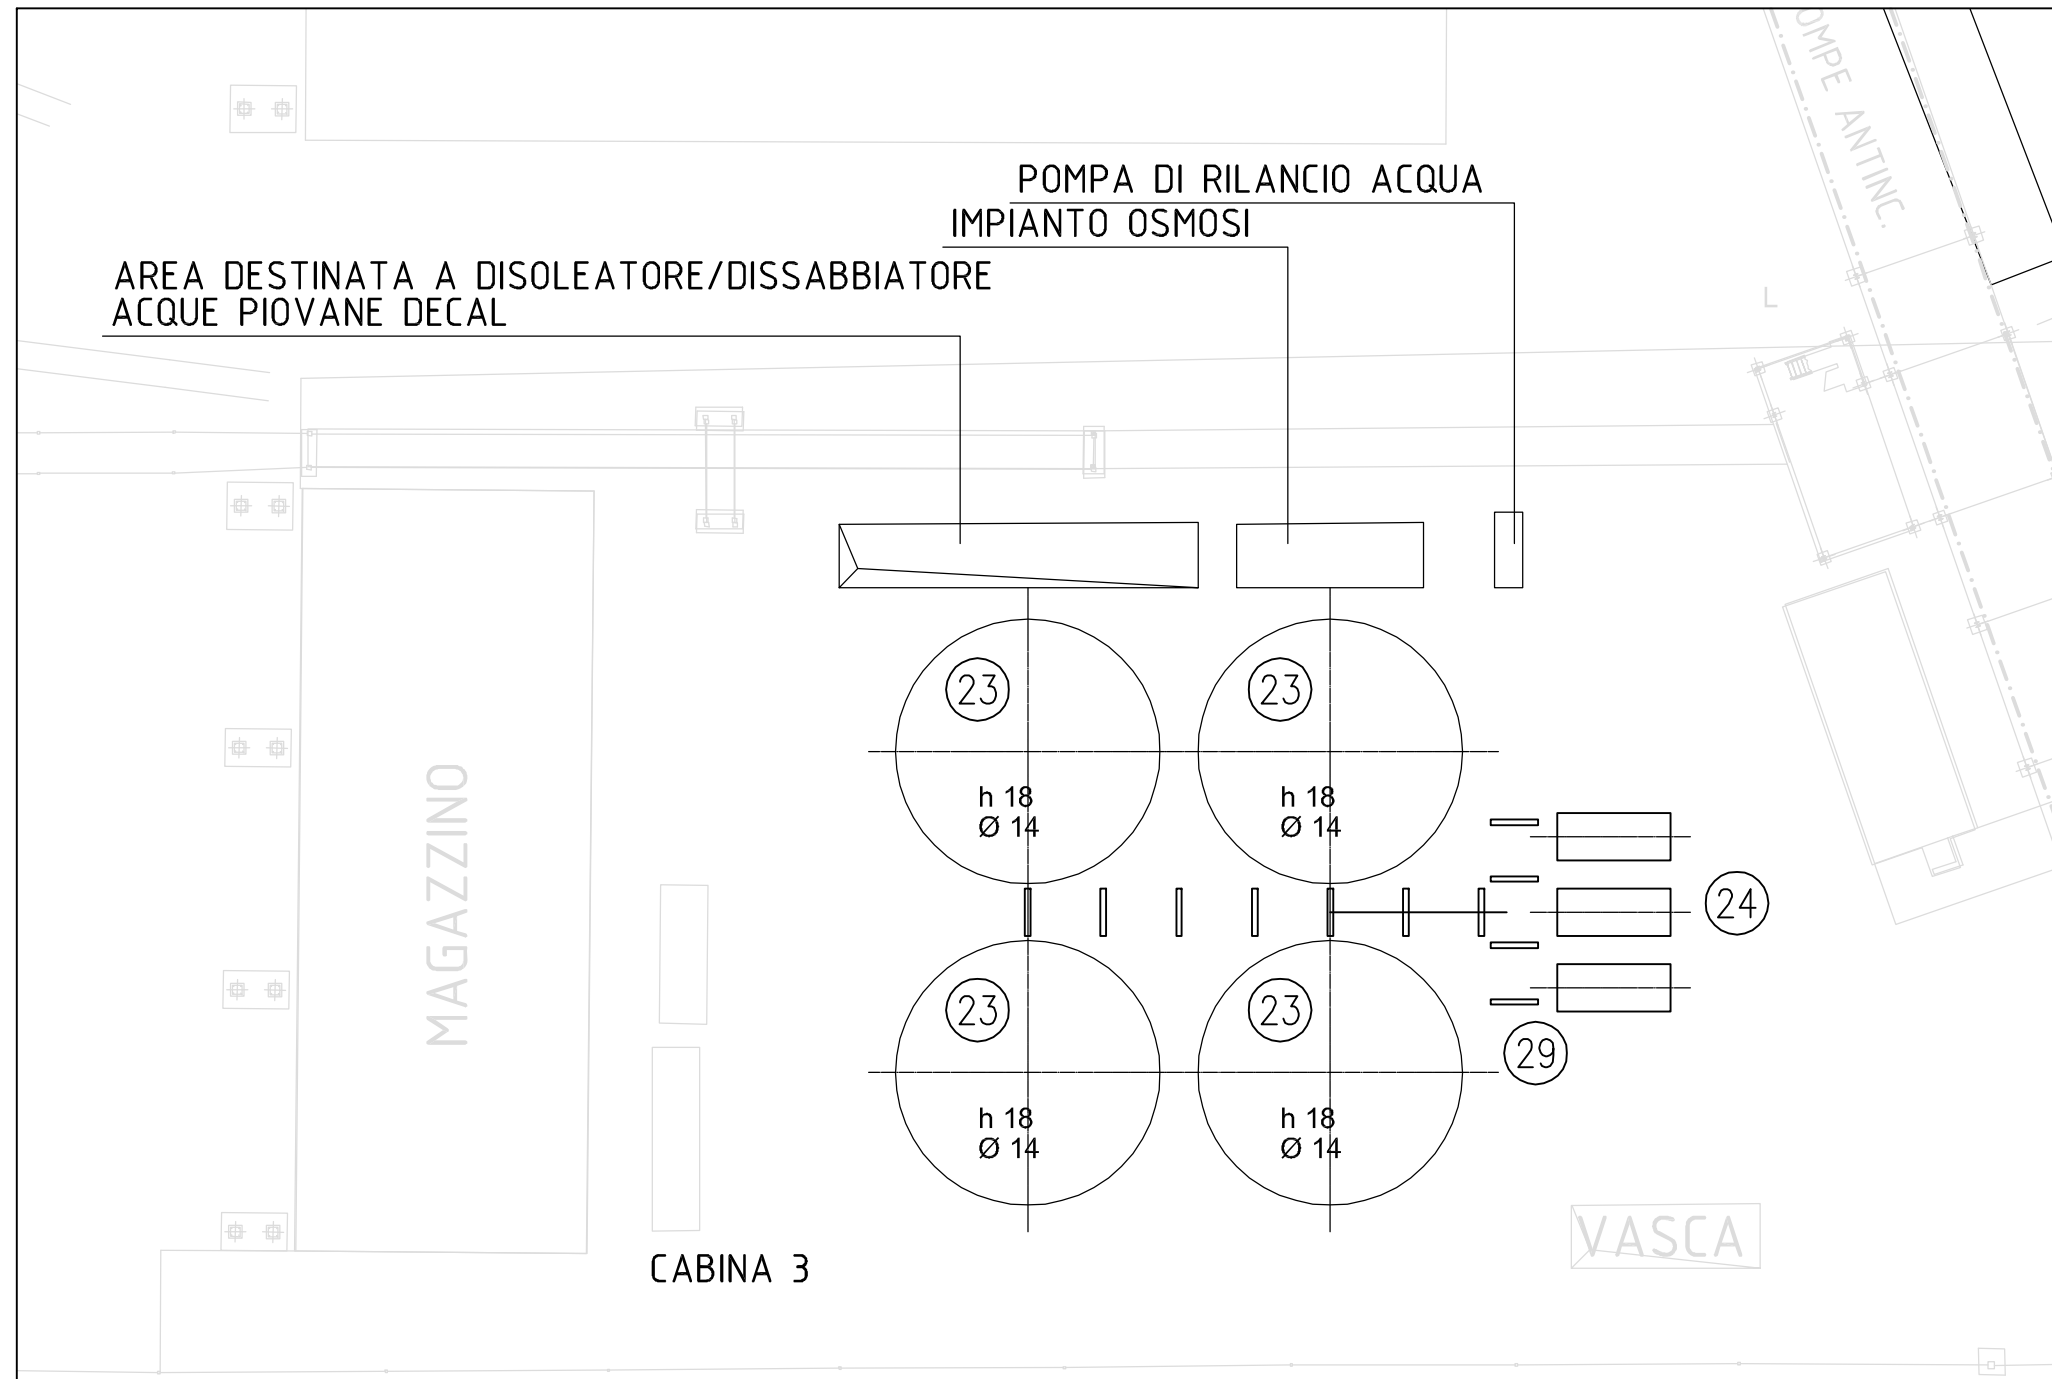 OMPE ANTINC.
POMPA DI RILANCIO ACQUA
IMPIANTO OSMOSI
AREA DESTINATA A DISOLEATORE/DISSABBIATORE
ACQUE PIOVANE DECAL
L
23
23
h 18
Ø 14
h 18
Ø 14
MAGAZZINO
24
23
23
29
h 18
Ø 14
h 18
Ø 14
VASCA
CABINA 3